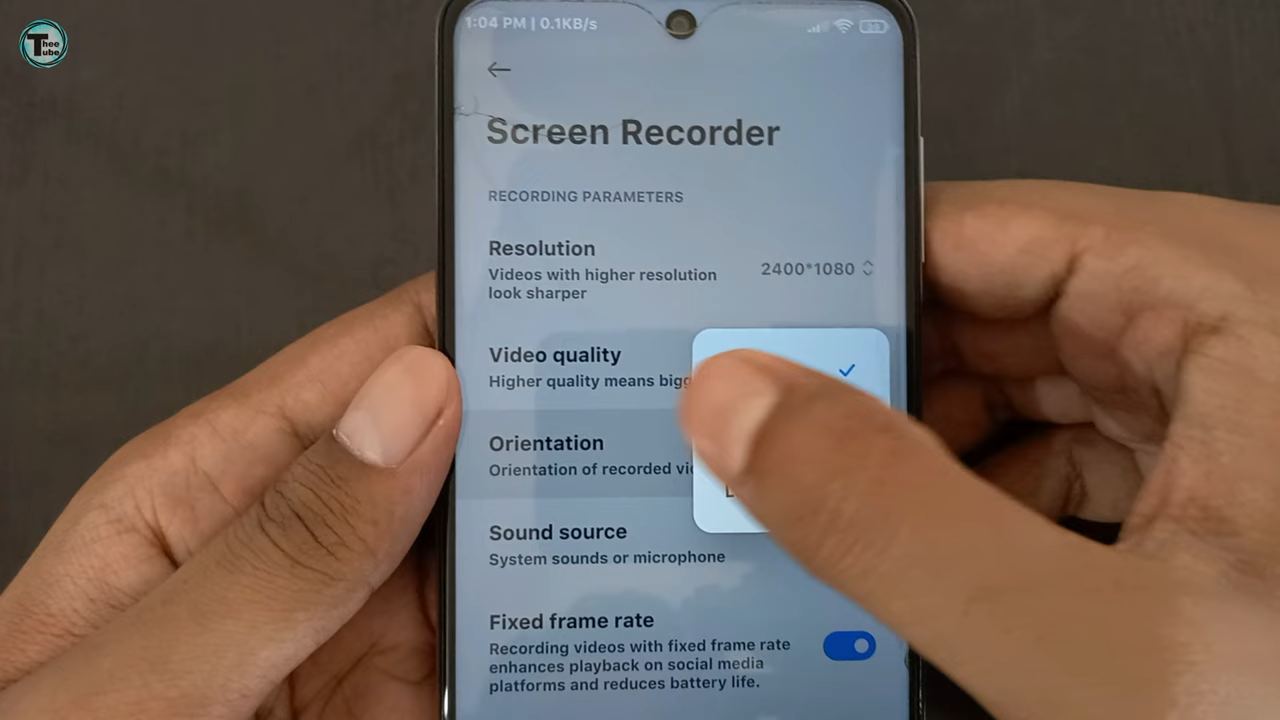 Thee
Tube
1:04 PM | 0.1KB/s
Screen Recorder
RECORDING PARAMETERS
Resolution
Videos with higher resolution
look sharper
2400*1080
Video quality
Higher quality means bigg
Orientation
Orientation of recorded vi
Sound source
System sounds or microphone
Fixed frame rate
Recording videos with fixed frame rate
enhances playback on social media
platforms and reduces battery life.